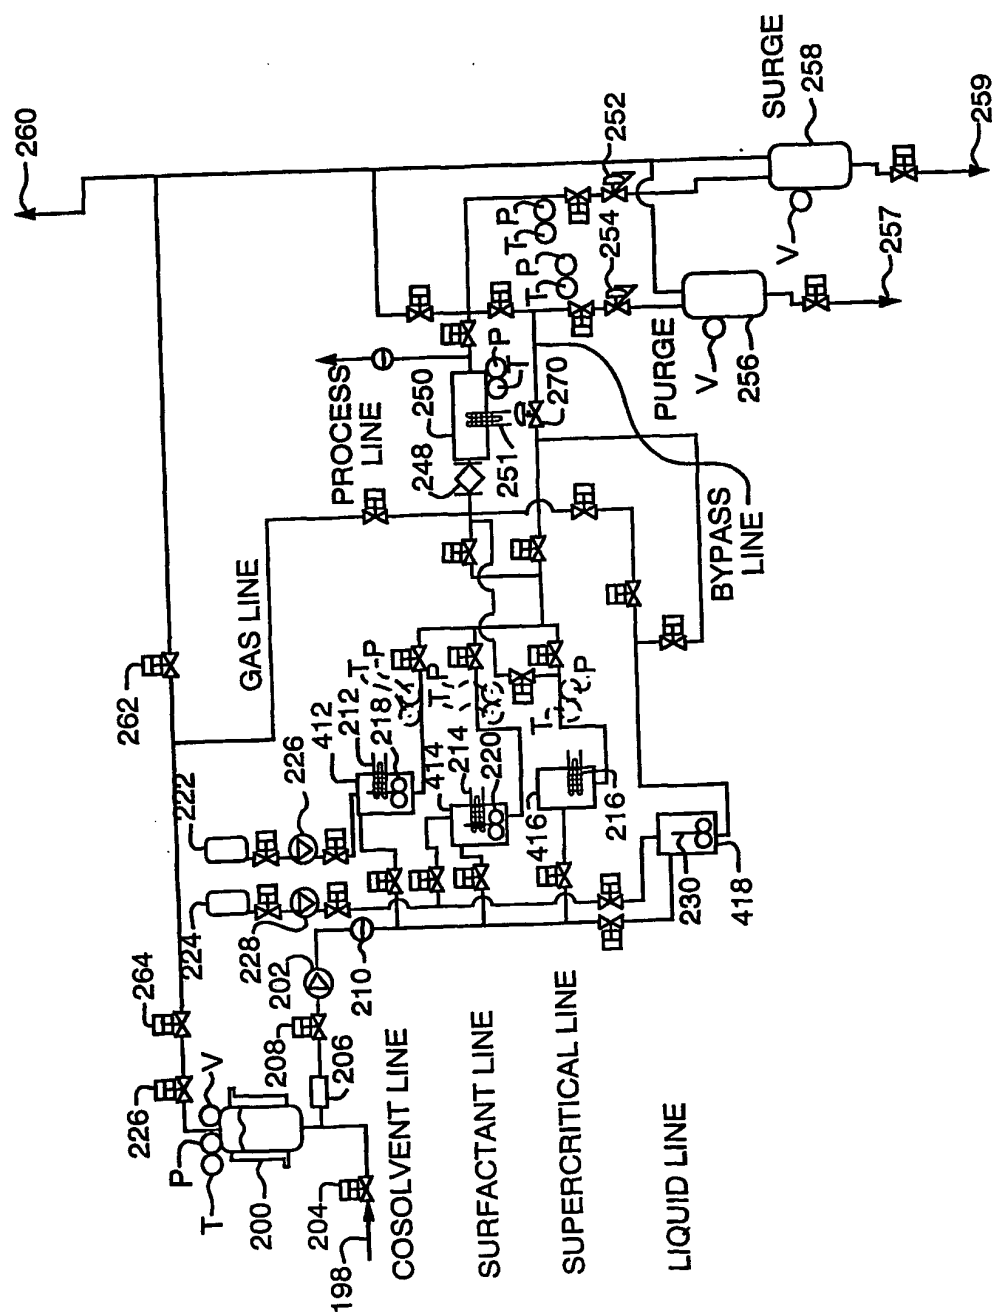 260
SURGE
258
259
252
P
T
P
T
254
V
257
PURGE
V
256
PROCESS
LINE
250
248
P
T
251
270
BYPASS
LINE
GAS LINE
262
412
212
218
T
P
T
P
T
P
222
226
414
214
220
416
216
224
228
230
418
264
202
210
226
V
P
T
200
208
206
204
198
COSOLVENT LINE
SURFACTANT LINE
SUPERCRITICAL LINE
LIQUID LINE